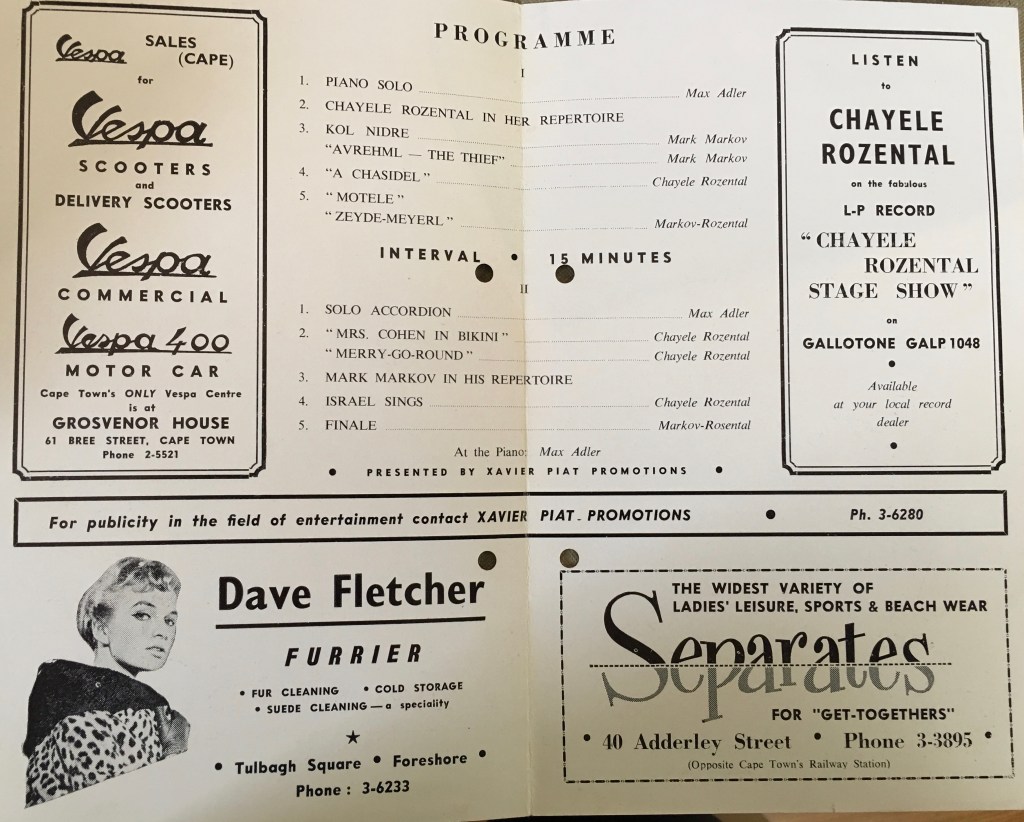 Vespa SALES (CAPE)
for
Vespa
SCOOTERS
and
DELIVERY SCOOTERS
Vespa
COMMERCIAL
Vespa 400
MOTOR CAR
Cape Town's ONLY Vespa Centre
is at
GROSVENOR HOUSE
61 BREE STREET, CAPE TOWN
Phone 2-5521
PROGRAMME
I
1. PIANO SOLO Max Adler
2. CHAYELE ROZENTAL IN HER REPERTOIRE
3. KOL NIDRE Mark Markov
"AVREHML — THE THIEF" Mark Markov
4. "A CHASIDEL" Chayele Rozental
5. "MOTELE"
"ZEYDE-MEYERL" Markov-Rozental
INTERVAL • 15 MINUTES
II
1. SOLO ACCORDION Max Adler
2. "MRS. COHEN IN BIKINI" Chayele Rozental
"MERRY-GO-ROUND" Chayele Rozental
3. MARK MARKOV IN HIS REPERTOIRE
4. ISRAEL SINGS Chayele Rozental
5. FINALE Markov-Rosental
At the Piano: Max Adler
• PRESENTED BY XAVIER PIAT PROMOTIONS •
LISTEN
to
CHAYELE
ROZENTAL
on the fabulous
L-P RECORD
"CHAYELE
ROZENTAL
STAGE SHOW"
on
GALLOTONE GALP 1048
•
Available
at your local record
dealer
•
For publicity in the field of entertainment contact XAVIER PIAT PROMOTIONS • Ph. 3-6280
Dave Fletcher
FURRIER
• FUR CLEANING • COLD STORAGE
• SUEDE CLEANING — a speciality
★
• Tulbagh Square • Foreshore •
Phone : 3-6233
THE WIDEST VARIETY OF
LADIES' LEISURE, SPORTS & BEACH WEAR
Separates
FOR "GET-TOGETHERS"
• 40 Adderley Street • Phone 3-3895 •
(Opposite Cape Town's Railway Station)